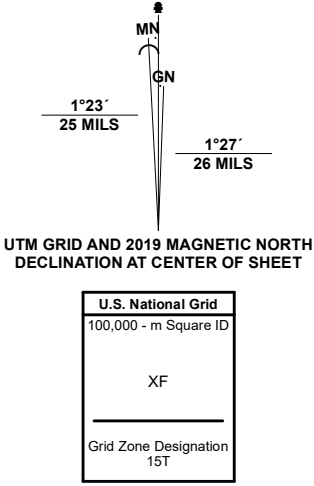 MN
GN
1°23´
25 MILS
1°27´
26 MILS
UTM GRID AND 2019 MAGNETIC NORTH
DECLINATION AT CENTER OF SHEET
U.S. National Grid
100,000 - m Square ID
XF
Grid Zone Designation
15T